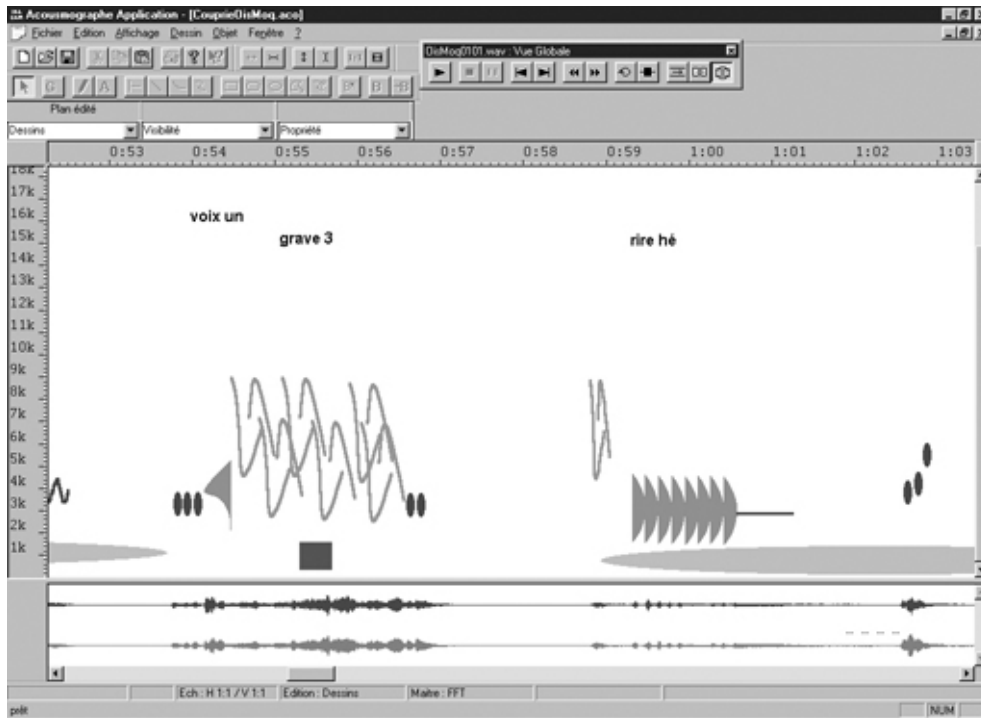 Acousmographe Application - [CouprieDisMoq.aco]
Fichier Edition Affichage Dessin Objet Fenêtre ?
DisMoq0101.wav : Vue Globale
G A
Plan édité
Dessins Visibilité Propriété
0:53 0:54 0:55 0:56 0:57 0:58 0:59 1:00 1:01 1:02 1:03
18k
17k
16k
voix un
15k
grave 3
rire hé
14k
13k
12k
11k
10k
9k
8k
7k
6k
5k
4k
3k
2k
1k
Ech : H 1:1 / V 1:1 Edition : Dessins Maitre : FFT
prêt NUM